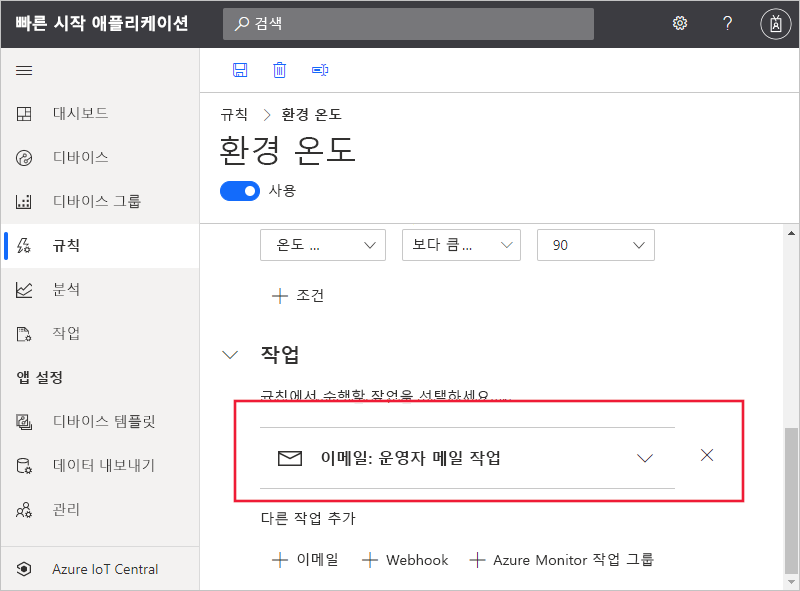 빠른 시작 애플리케이션
검색
?
대시보드
디바이스
디바이스 그룹
규칙
분석
작업
앱 설정
디바이스 템플릿
데이터 내보내기
관리
Azure IoT Central
규칙 > 환경 온도
환경 온도
사용
온도 ... 보다 큼... 90
+ 조건
작업
규칙에서 수행할 작업을 선택하세요.....
이메일: 운영자 메일 작업
다른 작업 추가
+ 이메일 + Webhook + Azure Monitor 작업 그룹